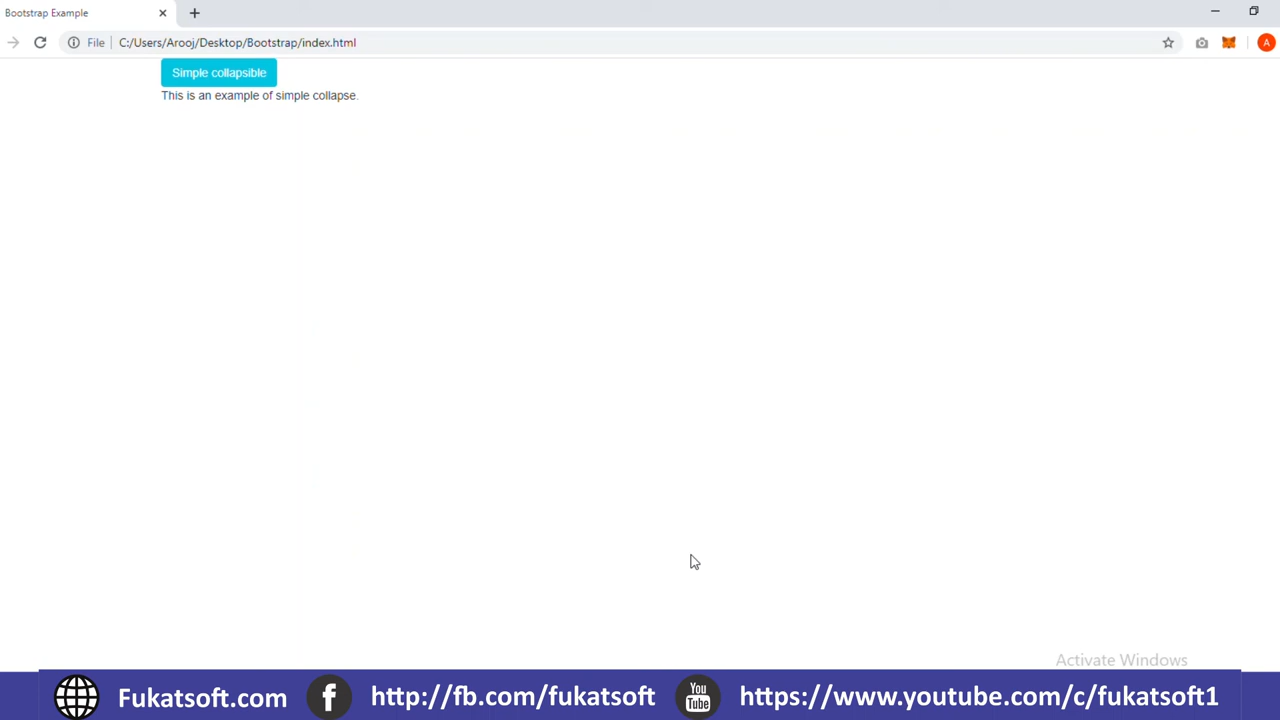 Bootstrap Example
File C:/Users/Arooj/Desktop/Bootstrap/index.html A
Simple collapsible
This is an example of simple collapse.
Activate Windows
Fukatsoft.com f http://fb.com/fukatsoft You Tube https://www.youtube.com/c/fukatsoft1